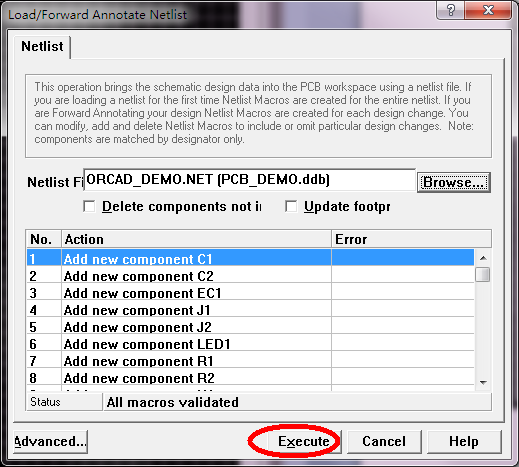 Load/Forward Annotate Netlist
Netlist
This operation brings the schematic design data into the PCB workspace using a netlist file. If
you are loading a netlist for the first time Netlist Macros are created for the entire netlist. If you
are Forward Annotating your design Netlist Macros are created for each design change. You
can modify, add and delete Netlist Macros to include or omit particular design changes. Note:
components are matched by designator only.
Netlist Fi ORCAD_DEMO.NET (PCB_DEMO.ddb) Browse...
Delete components not in Update footpr
No. Action Error
1 Add new component C1
2 Add new component C2
3 Add new component EC1
4 Add new component J1
5 Add new component J2
6 Add new component LED1
7 Add new component R1
8 Add new component R2
Status All macros validated
Advanced... Execute Cancel Help